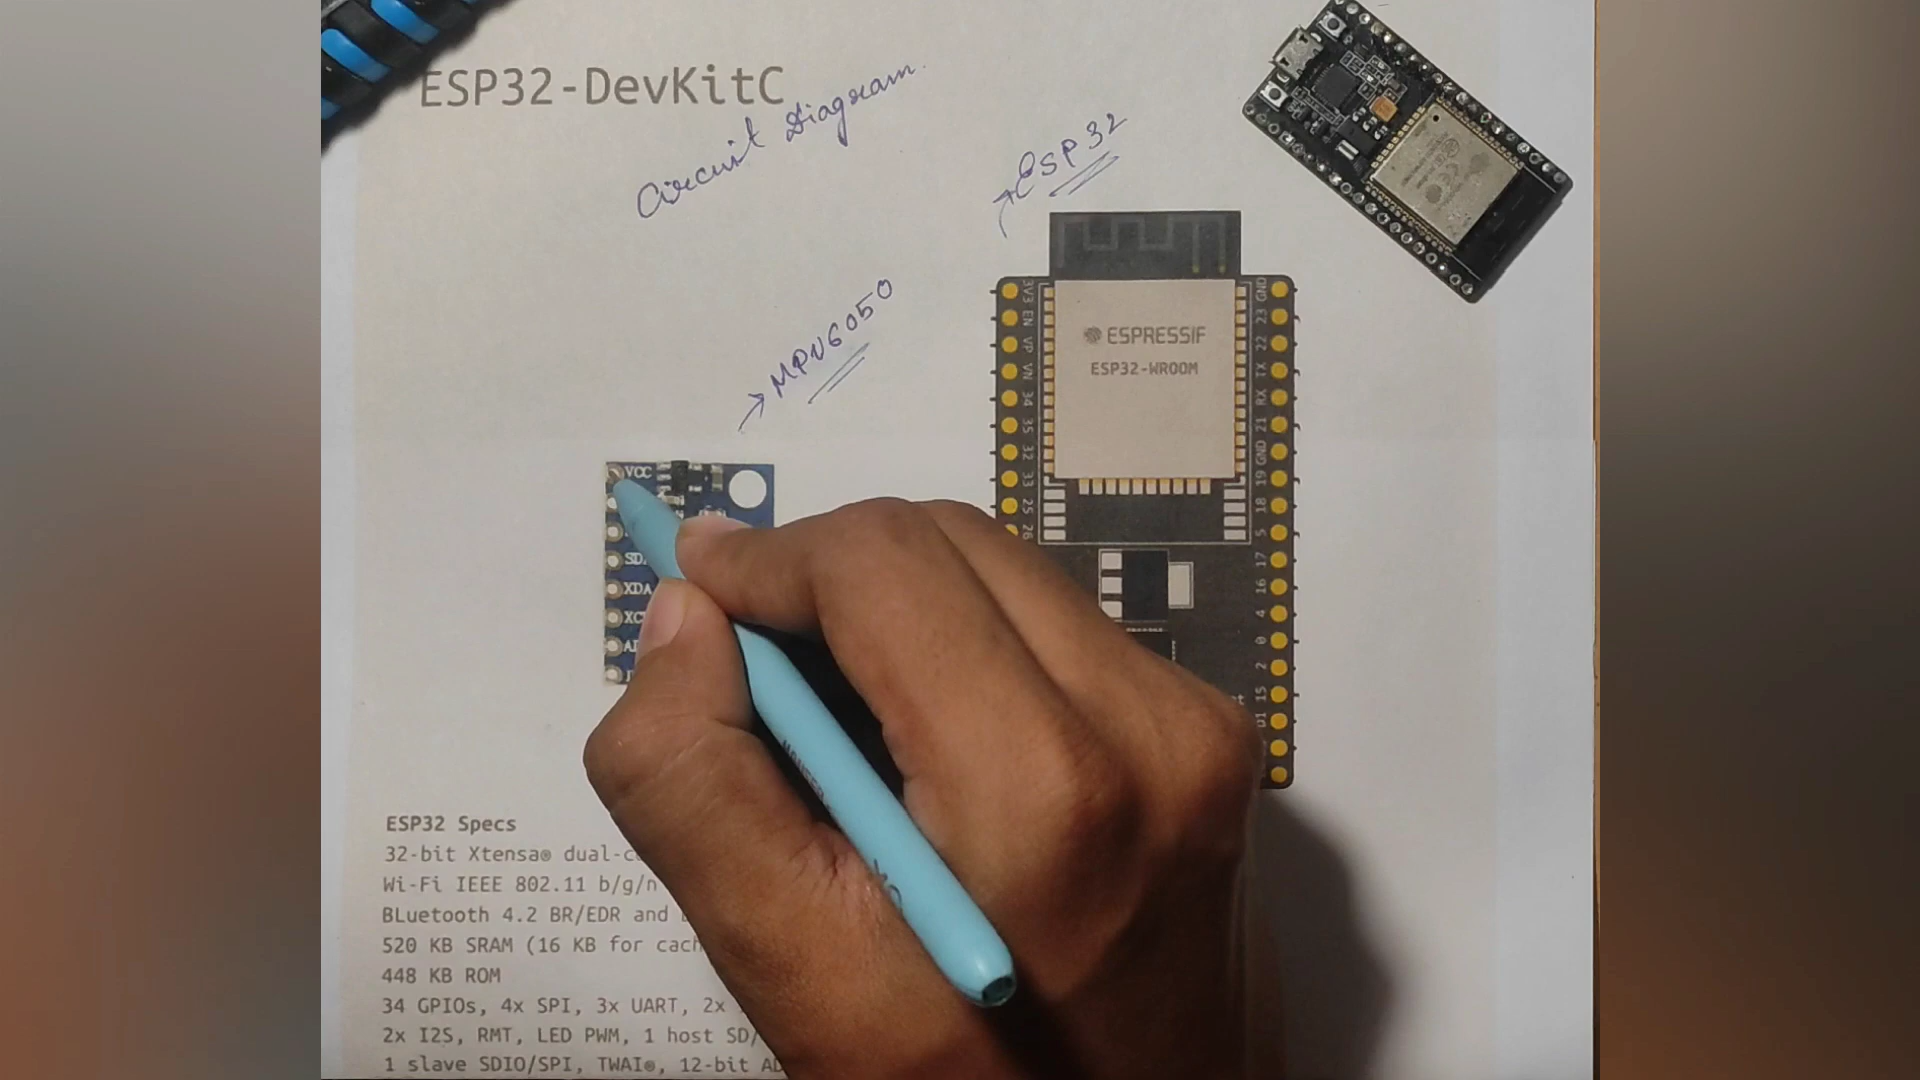 ESP32-DevKitC
Circuit Diagram.
ESP32
MPU6050
3V3
EN
VP
VN
34
35
32
33
25
26
ESPRESSIF
ESP32-WROOM
GND
23
22
TX
RX
21
GND
19
18
5
17
16
4
0
2
15
D1
VCC
SDA
XDA
ESP32 Specs
32-bit Xtensa® dual-c
Wi-Fi IEEE 802.11 b/g/n
BLuetooth 4.2 BR/EDR and
520 KB SRAM (16 KB for cach
448 KB ROM
34 GPIOs, 4x SPI, 3x UART, 2x
2x I2S, RMT, LED PWM, 1 host SD/
1 slave SDIO/SPI, TWAI®, 12-bit AD